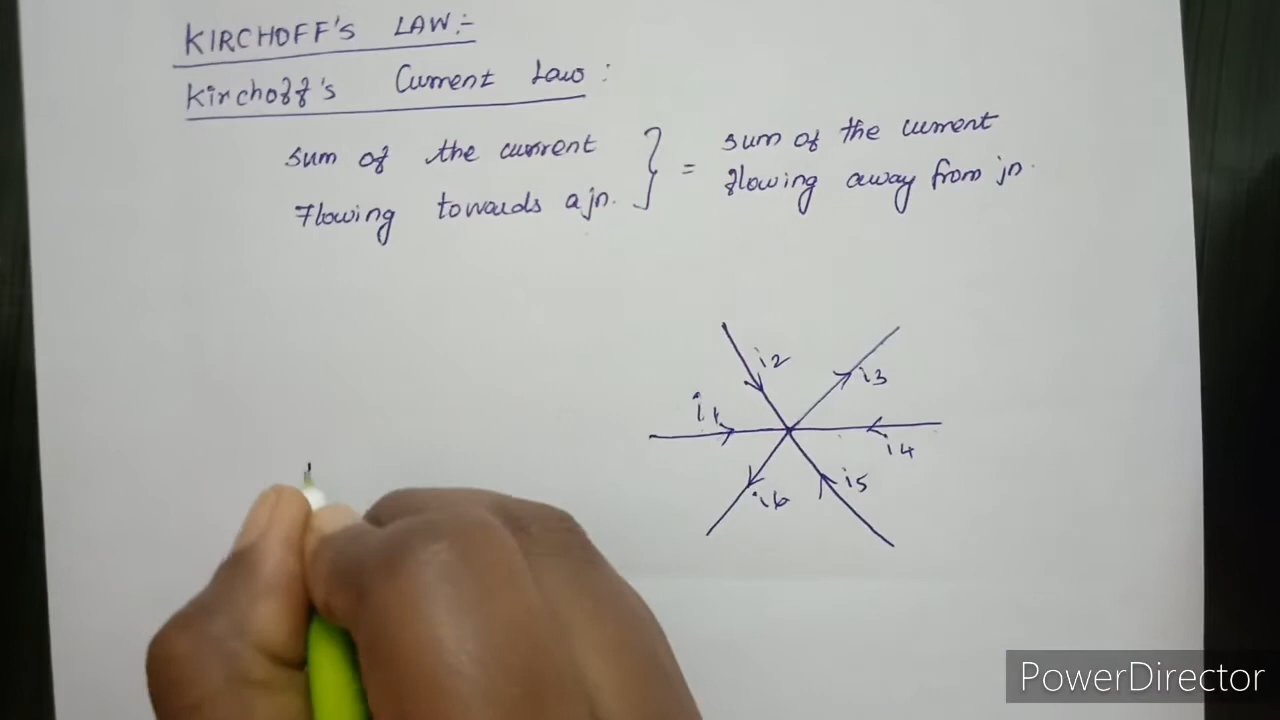 KIRCHOFF'S LAW:-
Kirchoff's Current Law:
sum of the current
Flowing towards a jn.
} = sum of the current
flowing away from jn.
i2
i3
i1
i4
i5
i6
PowerDirector